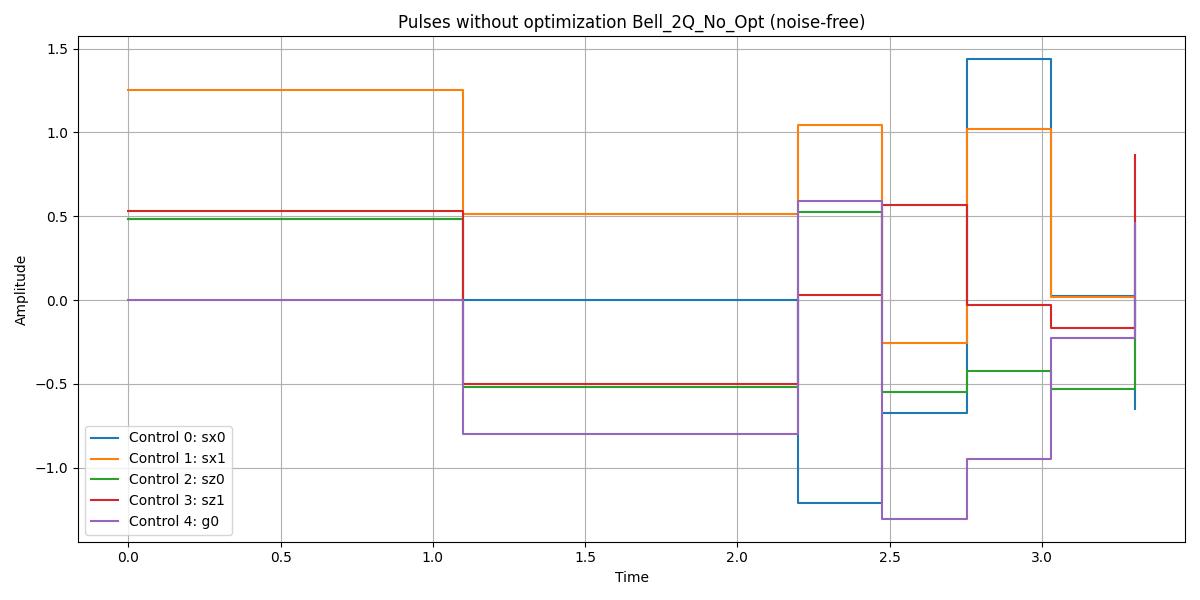 Pulses without optimization Bell_2Q_No_Opt (noise-free)
1.5
1.0
0.5
0.0
−0.5
−1.0
Amplitude
Control 0: sx0
Control 1: sx1
Control 2: sz0
Control 3: sz1
Control 4: g0
0.0 0.5 1.0 1.5 2.0 2.5 3.0
Time